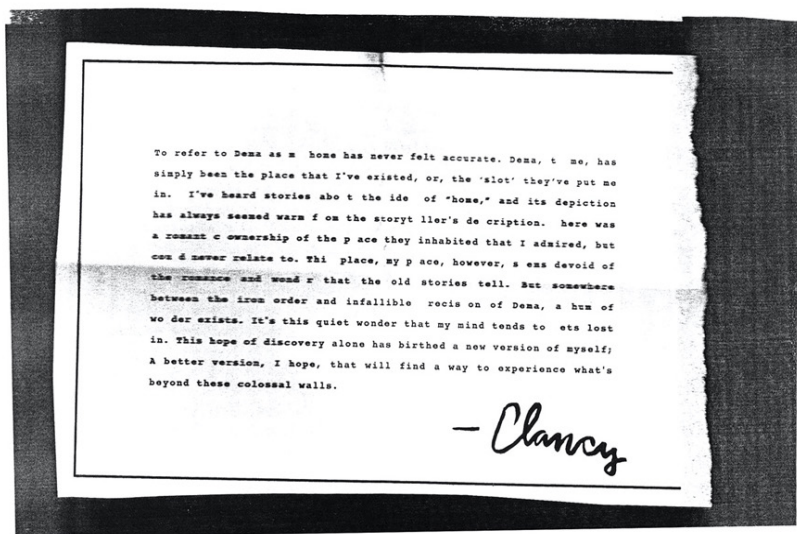 To refer to Dema as m  home has never felt accurate. Dema, t  me, has
simply been the place that I've existed, or, the 'slot' they've put me
in.  I've heard stories abo t the ide  of "home," and its depiction
has always seemed warm f om the storyt ller's de cription.  here was
a romant c ownership of the p ace they inhabited that I admired, but
cou d never relate to. Thi  place, my p ace, however, s ems devoid of
the romance and wond r that the old stories tell. But somewhere
between the iron order and infallible  recis on of Dema, a hum of
wo der exists. It's this quiet wonder that my mind tends to  ets lost
in. This hope of discovery alone has birthed a new version of myself;
A better version, I hope, that will find a way to experience what's
beyond these colossal walls.
— Clancy